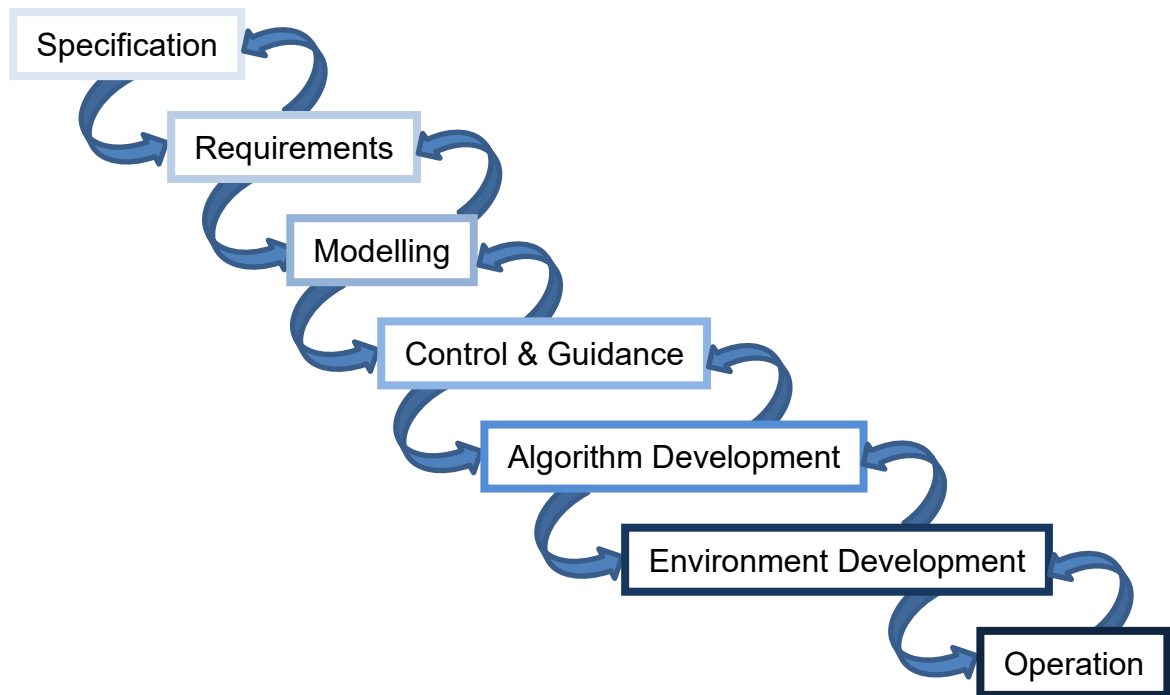 Specification
Requirements
Modelling
Control & Guidance
Algorithm Development
Environment Development
Operation